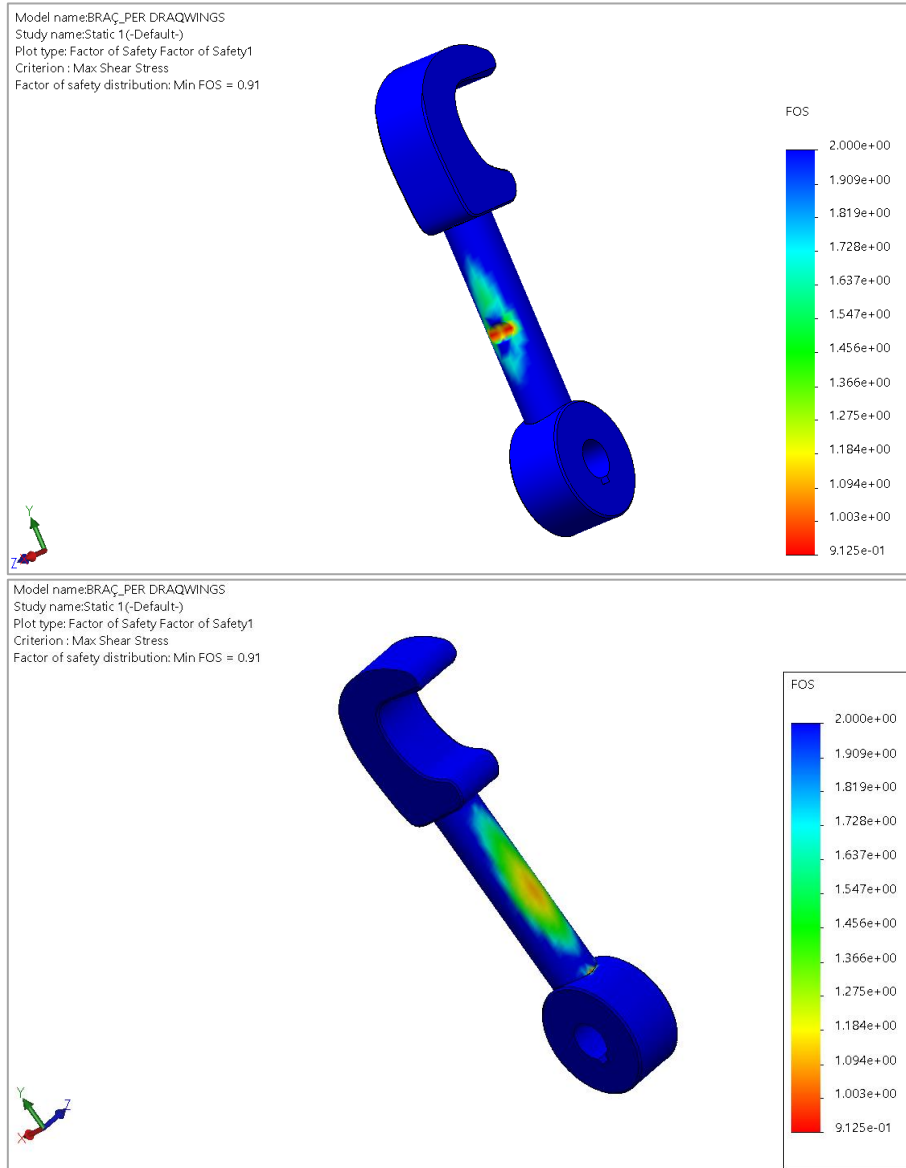 Model name:BRAÇ_PER DRAQWINGS
Study name:Static 1(-Default-)
Plot type: Factor of Safety Factor of Safety1
Criterion : Max Shear Stress
Factor of safety distribution: Min FOS = 0.91
FOS
2.000e+00
1.909e+00
1.819e+00
1.728e+00
1.637e+00
1.547e+00
1.456e+00
1.366e+00
1.275e+00
1.184e+00
1.094e+00
1.003e+00
9.125e-01
Y
Z
Model name:BRAÇ_PER DRAQWINGS
Study name:Static 1(-Default-)
Plot type: Factor of Safety Factor of Safety1
Criterion : Max Shear Stress
Factor of safety distribution: Min FOS = 0.91
FOS
2.000e+00
1.909e+00
1.819e+00
1.728e+00
1.637e+00
1.547e+00
1.456e+00
1.366e+00
1.275e+00
1.184e+00
1.094e+00
1.003e+00
9.125e-01
Y
Z
X